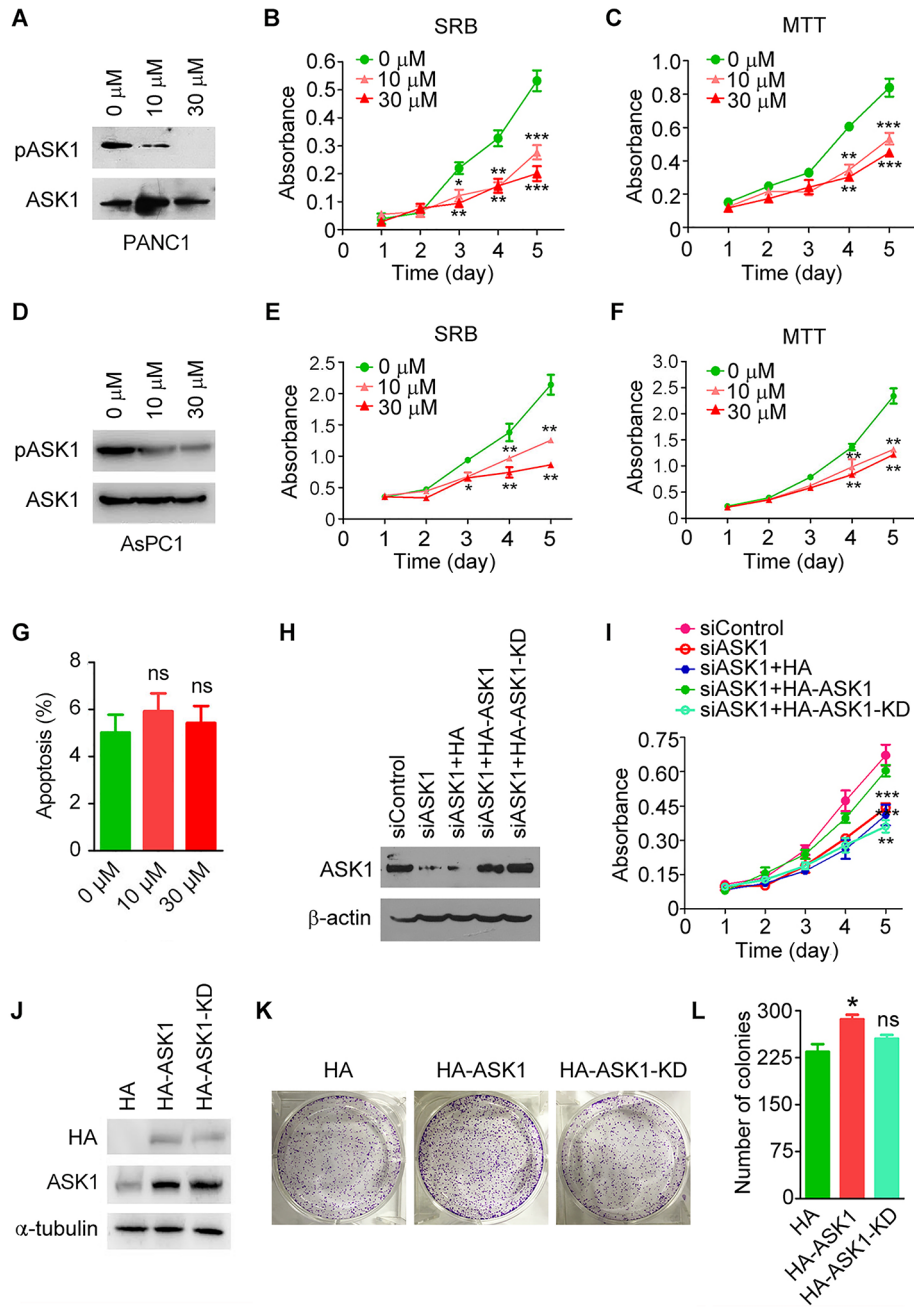 A
0 μM
10 μM
30 μM
pASK1
ASK1
PANC1
B
SRB
0 μM
10 μM
30 μM
Absorbance
0.6
0.5
0.4
0.3
0.2
0.1
0
*
**
**
**
***
***
0 1 2 3 4 5
Time (day)
C
MTT
0 μM
10 μM
30 μM
Absorbance
1.0
0.8
0.6
0.4
0.2
0
**
**
***
***
0 1 2 3 4 5
Time (day)
D
0 μM
10 μM
30 μM
pASK1
ASK1
AsPC1
E
SRB
0 μM
10 μM
30 μM
Absorbance
2.5
2.0
1.5
1.0
0.5
0
*
**
**
**
**
0 1 2 3 4 5
Time (day)
F
MTT
0 μM
10 μM
30 μM
Absorbance
3.0
2.5
2.0
1.5
1.0
0.5
0
**
**
**
**
0 1 2 3 4 5
Time (day)
G
Apoptosis (%)
8
6
4
2
0
ns
ns
0 μM
10 μM
30 μM
H
siControl
siASK1
siASK1+HA
siASK1+HA-ASK1
siASK1+HA-ASK1-KD
ASK1
β-actin
I
siControl
siASK1
siASK1+HA
siASK1+HA-ASK1
siASK1+HA-ASK1-KD
Absorbance
0.75
0.60
0.45
0.30
0.15
0
***
***
**
0 1 2 3 4 5
Time (day)
J
HA
HA-ASK1
HA-ASK1-KD
HA
ASK1
α-tubulin
K
HA
HA-ASK1
HA-ASK1-KD
L
Number of colonies
300
225
150
75
0
*
ns
HA
HA-ASK1
HA-ASK1-KD